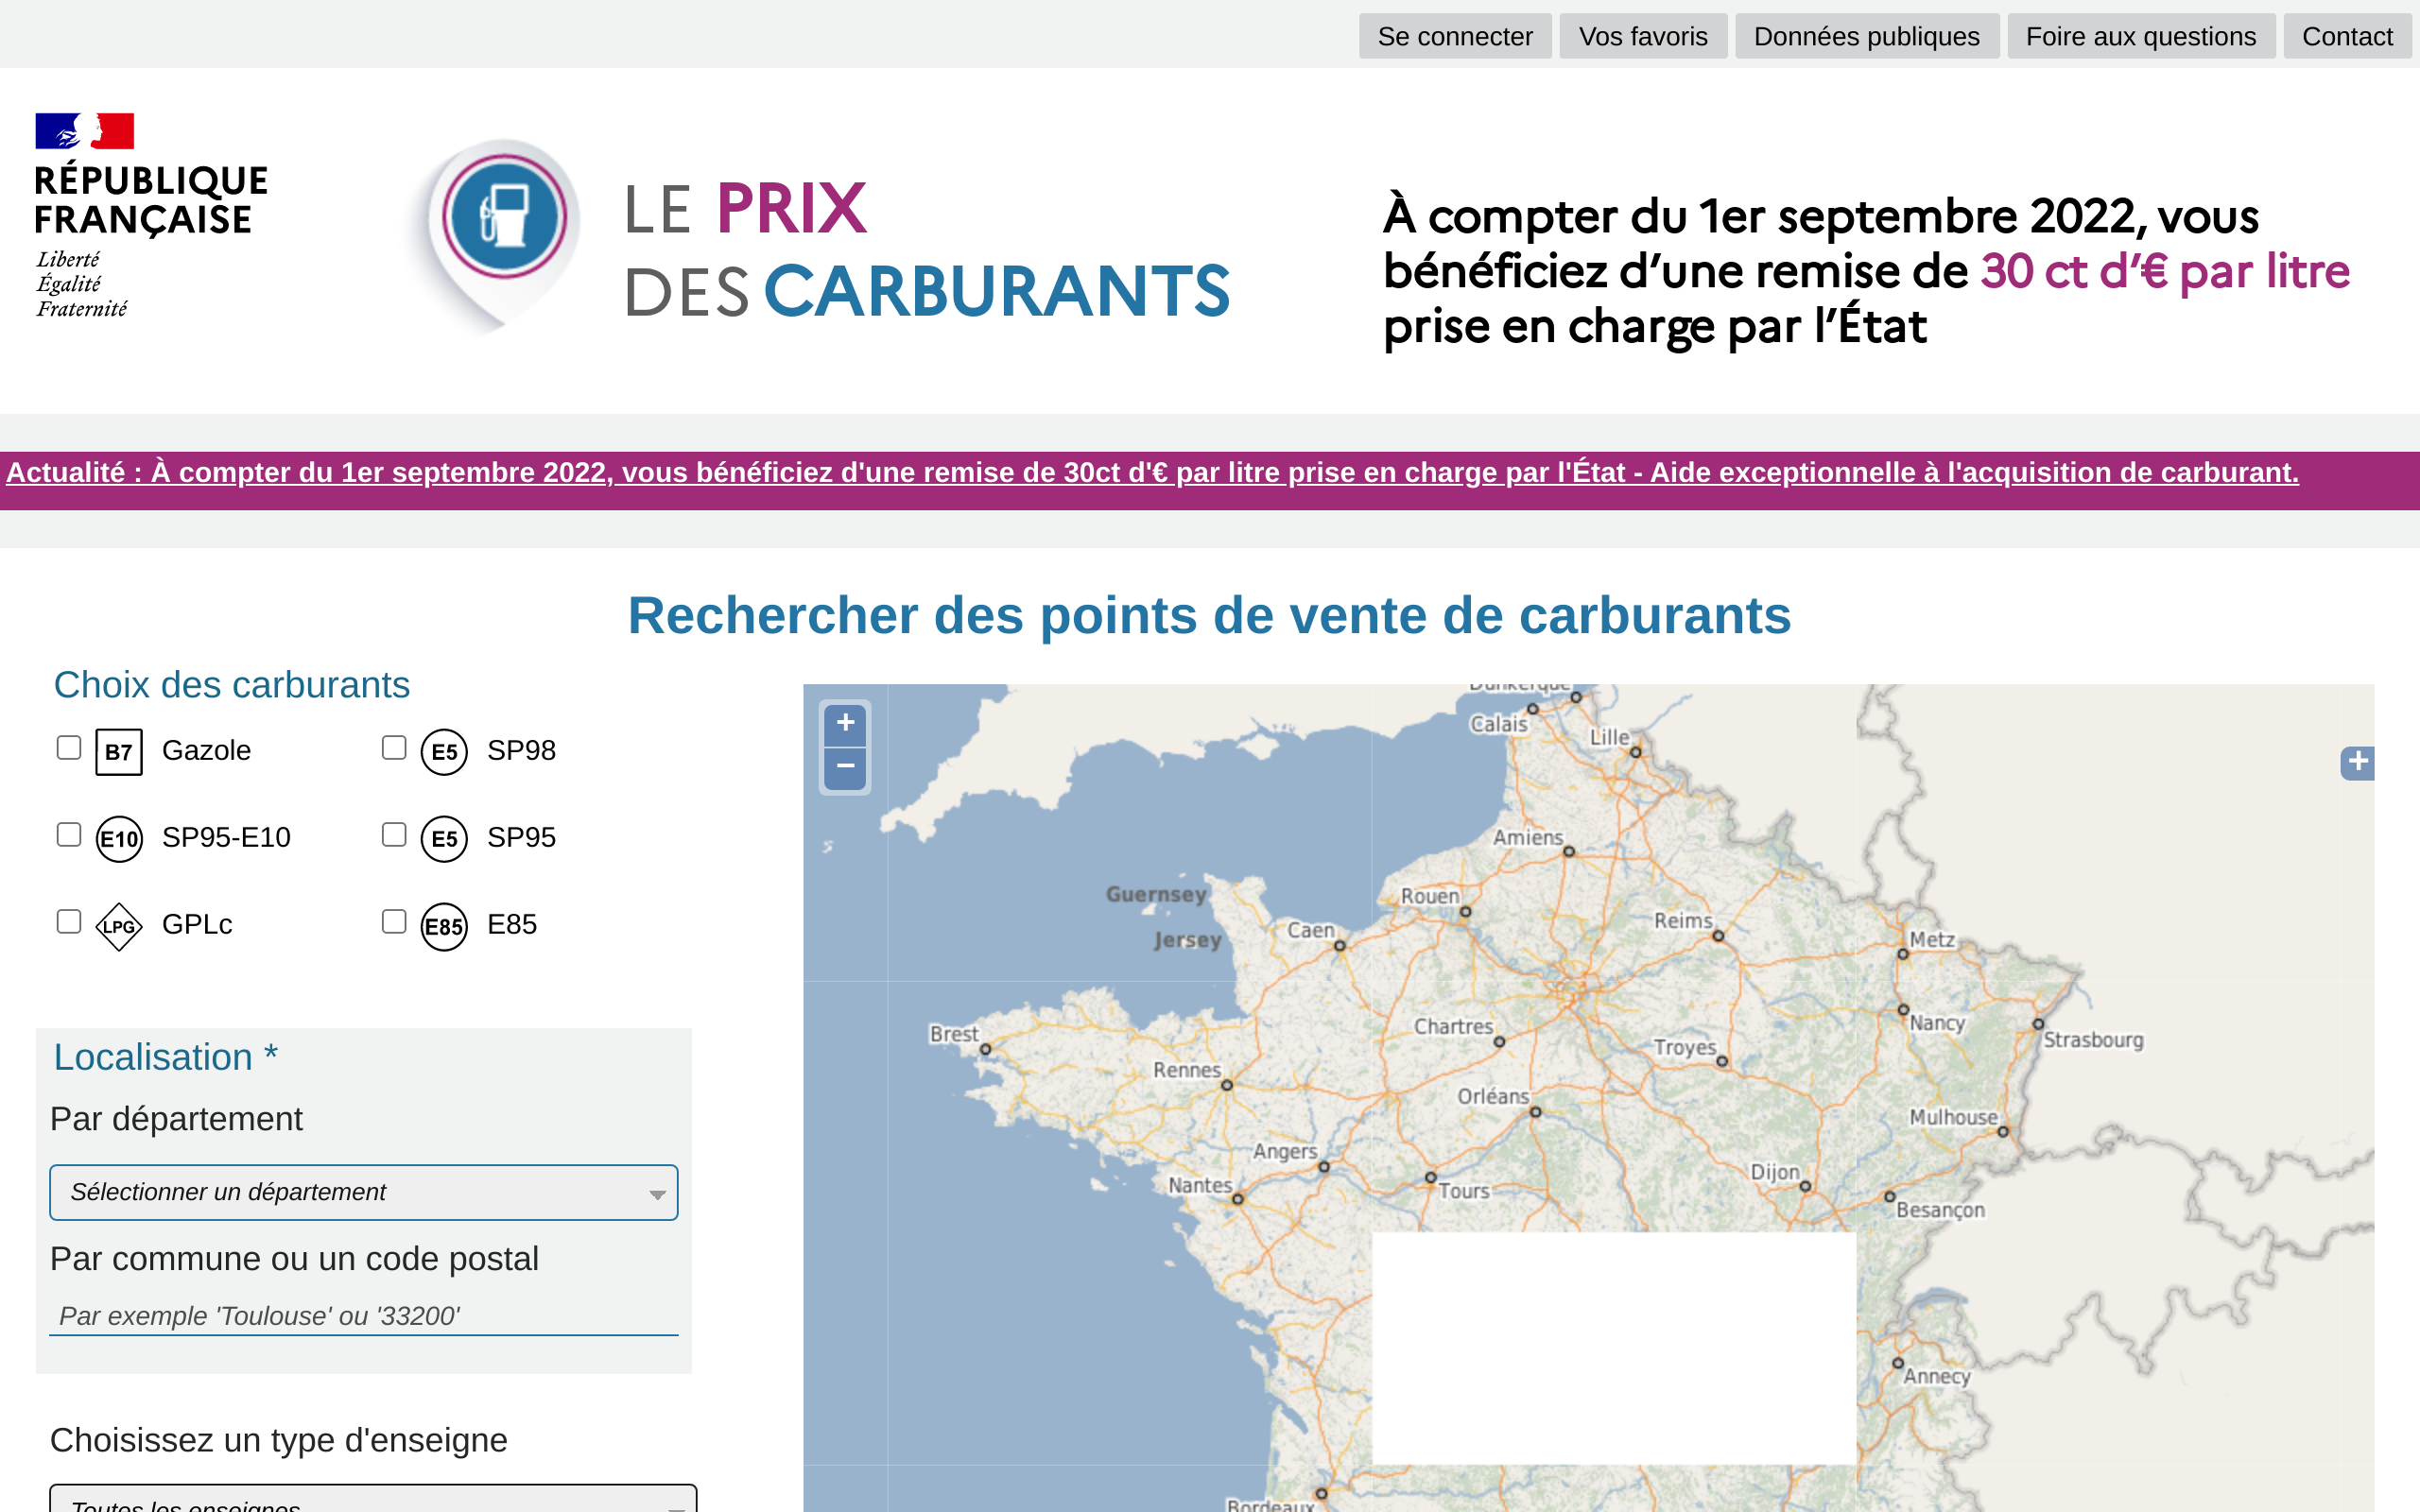 Se connecter
Vos favoris
Données publiques
Foire aux questions
Contact
RÉPUBLIQUE
FRANÇAISE
Liberté
Égalité
Fraternité
LE PRIX
DES CARBURANTS
À compter du 1er septembre 2022, vous
bénéficiez d’une remise de 30 ct d’€ par litre
prise en charge par l’État
Actualité : À compter du 1er septembre 2022, vous bénéficiez d'une remise de 30ct d'€ par litre prise en charge par l'État - Aide exceptionnelle à l'acquisition de carburant.
Rechercher des points de vente de carburants
Choix des carburants
B7 Gazole
E5 SP98
E10 SP95-E10
E5 SP95
LPG GPLc
E85 E85
Localisation *
Par département
Sélectionner un département
Par commune ou un code postal
Par exemple 'Toulouse' ou '33200'
Choisissez un type d'enseigne
Toutes les enseignes
+
−
+
Dunkerque
Calais
Lille
Amiens
Guernsey
Rouen
Reims
Jersey
Caen
Metz
Brest
Chartres
Nancy
Strasbourg
Rennes
Troyes
Orléans
Mulhouse
Angers
Dijon
Nantes
Tours
Besançon
Annecy
Bordeaux